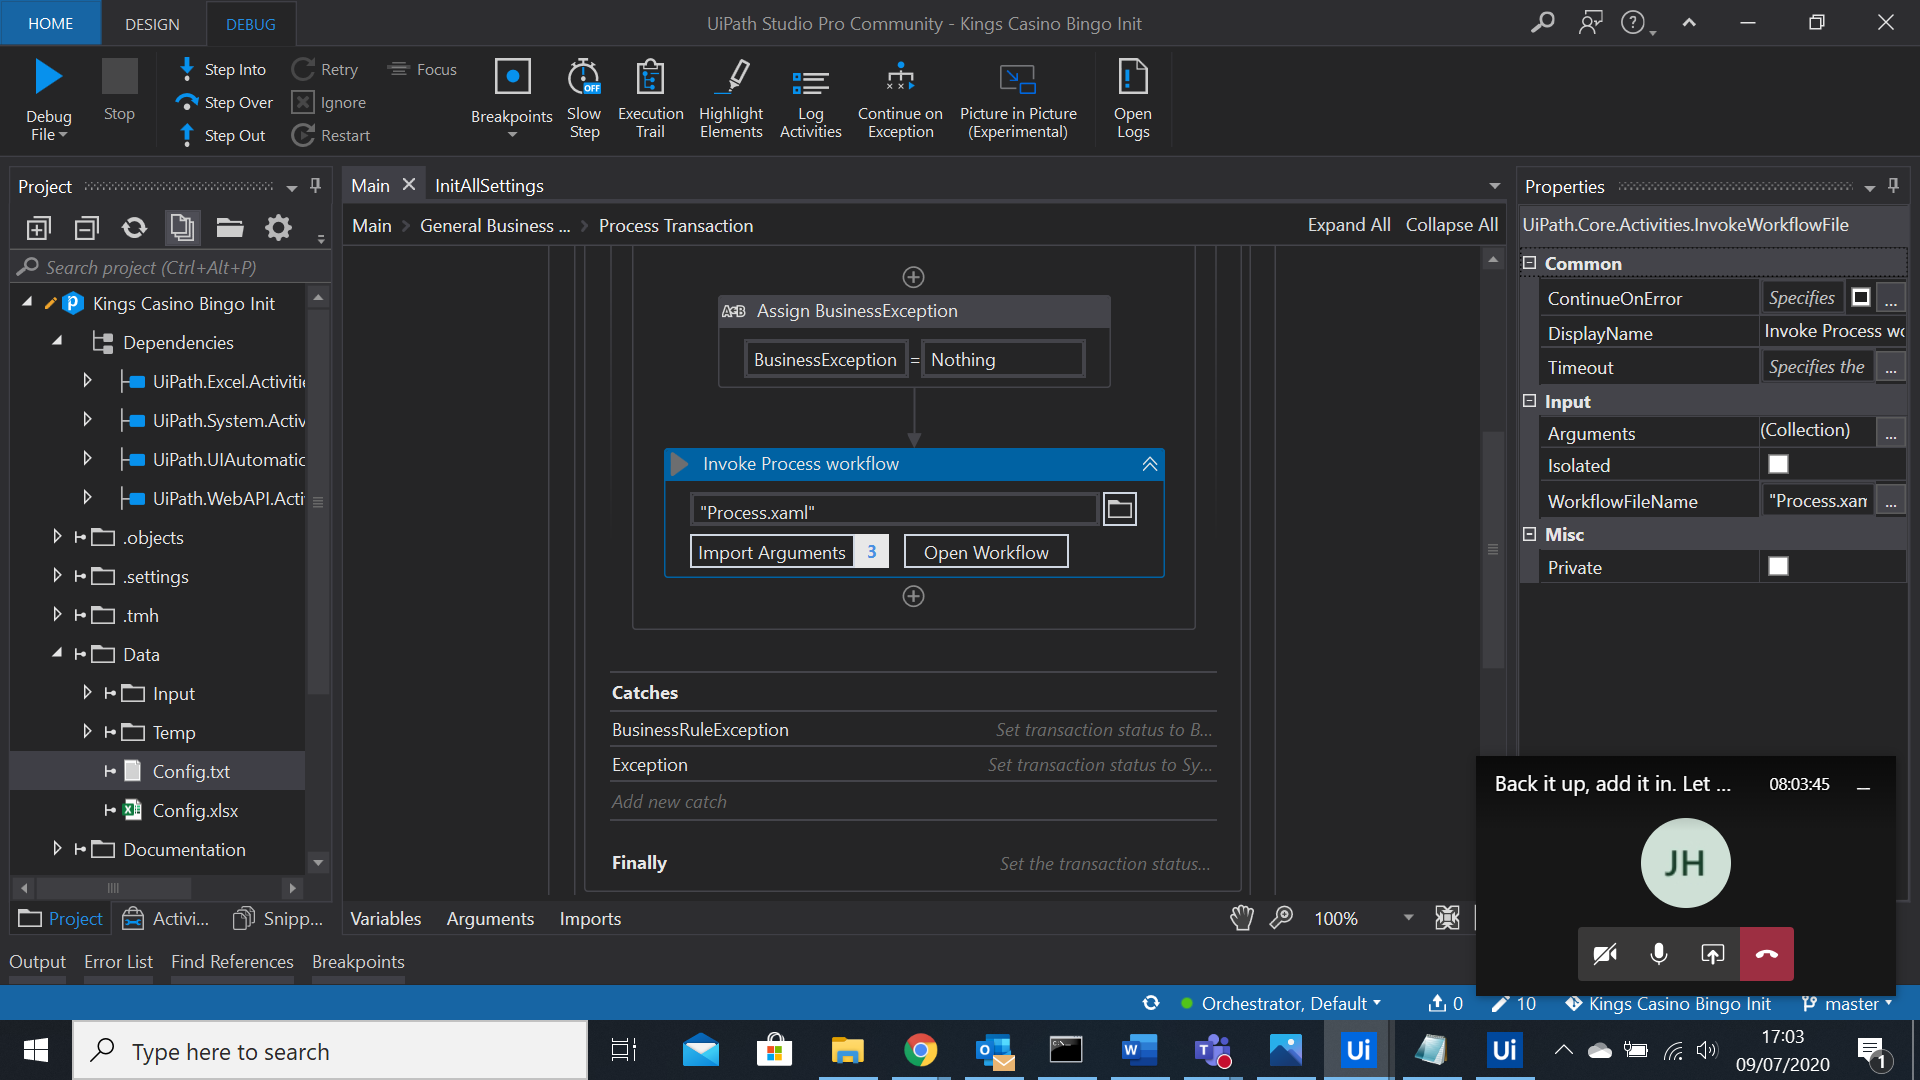 HOME DESIGN DEBUG UiPath Studio Pro Community - Kings Casino Bingo Init
Debug File Stop
Step Into Retry Focus
Step Over Ignore
Step Out Restart
Breakpoints
Slow Step
Execution Trail
Highlight Elements
Log Activities
Continue on Exception
Picture in Picture (Experimental)
Open Logs
OFF
Project
Search project (Ctrl+Alt+P)
Kings Casino Bingo Init
Dependencies
UiPath.Excel.Activitie
UiPath.System.Activ
UiPath.UIAutomatic
UiPath.WebAPI.Acti
.objects
.settings
.tmh
Data
Input
Temp
Config.txt
Config.xlsx
Documentation
Project Activi... Snipp...
Main InitAllSettings
Main General Business ... Process Transaction
Expand All Collapse All
A=B Assign BusinessException
BusinessException = Nothing
Invoke Process workflow
"Process.xaml"
Import Arguments 3 Open Workflow
Catches
BusinessRuleException Set transaction status to B...
Exception Set transaction status to Sy...
Add new catch
Finally Set the transaction status...
Variables Arguments Imports 100%
Properties
UiPath.Core.Activities.InvokeWorkflowFile
Common
ContinueOnError Specifies ...
DisplayName Invoke Process wo
Timeout Specifies the ...
Input
Arguments (Collection) ...
Isolated
WorkflowFileName "Process.xam ...
Misc
Private
Back it up, add it in. Let ... 08:03:45
JH
Output Error List Find References Breakpoints
Orchestrator, Default 0 10 Kings Casino Bingo Init master
Type here to search
W T Ui Ui
17:03
09/07/2020
1